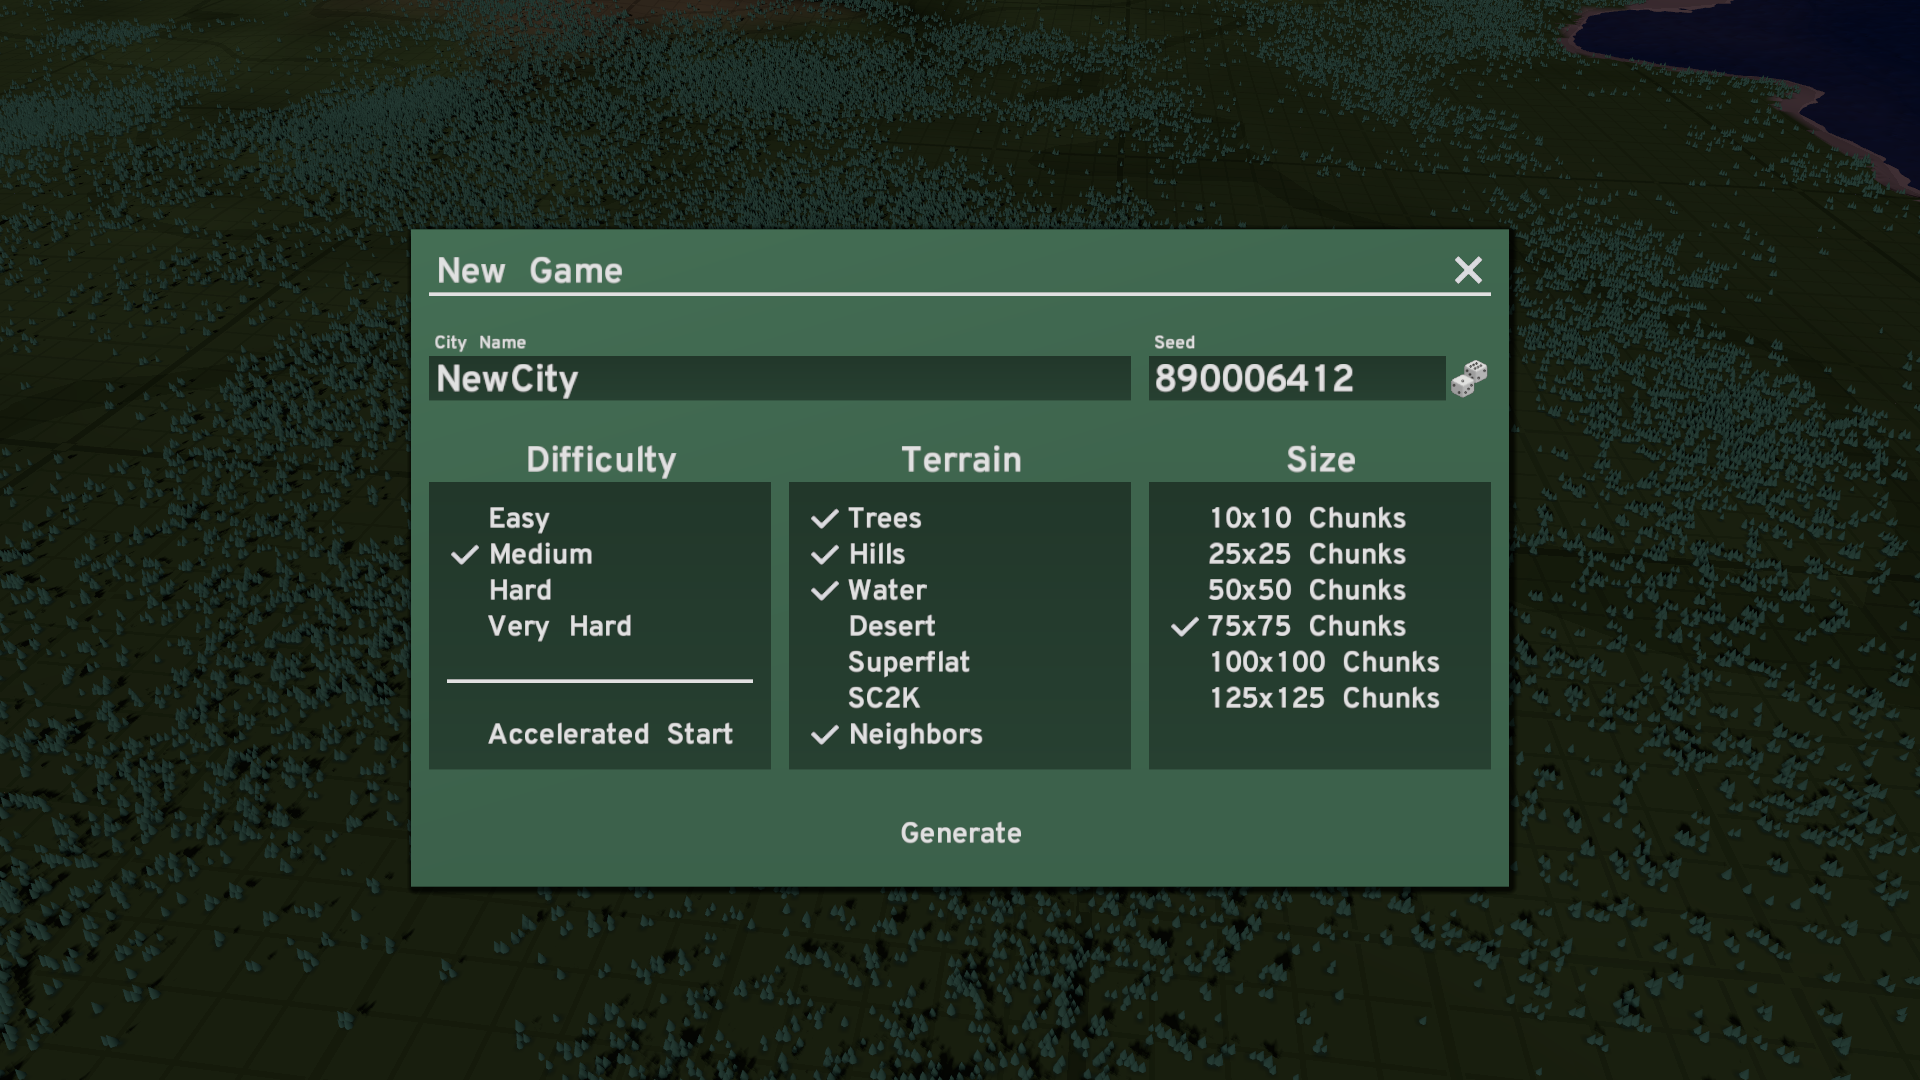 New Game
City Name
NewCity
Seed
890006412
Difficulty
Easy
Medium
Hard
Very Hard
Accelerated Start
Terrain
Trees
Hills
Water
Desert
Superflat
SC2K
Neighbors
Size
10x10 Chunks
25x25 Chunks
50x50 Chunks
75x75 Chunks
100x100 Chunks
125x125 Chunks
Generate